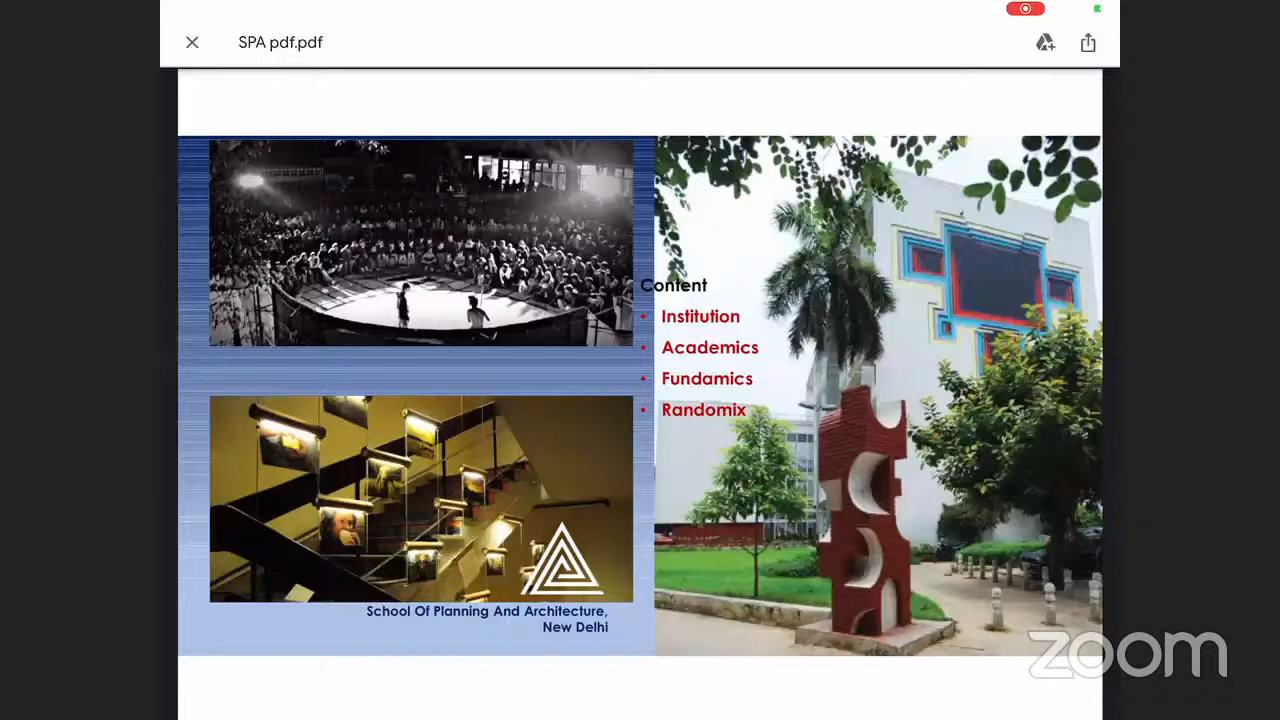 SPA pdf.pdf
Content
• Institution
• Academics
• Fundamics
• Randomix
School Of Planning And Architecture,
New Delhi
zoom